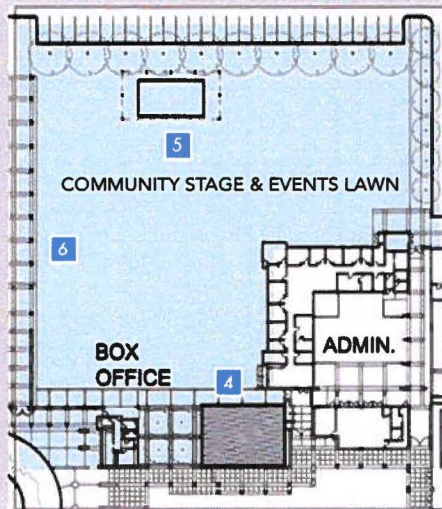 5
COMMUNITY STAGE & EVENTS LAWN
6
BOX
OFFICE
4
ADMIN.